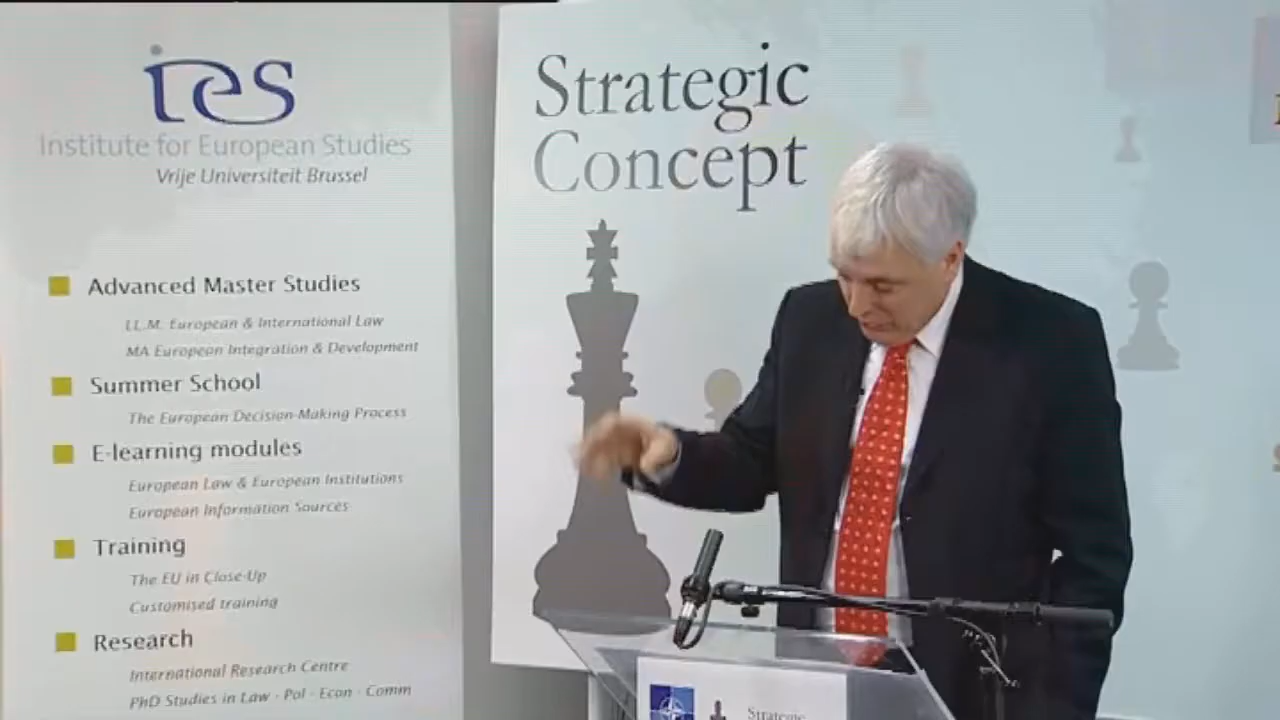 ies
Institute for European Studies
Vrije Universiteit Brussel
Advanced Master Studies
LL.M. European & International Law
MA European Integration & Development
Summer School
The European Decision-Making Process
E-learning modules
European Law & European Institutions
European Information Sources
Training
The EU in Close-Up
Customised training
Research
International Research Centre
PhD Studies in Law - Pol - Econ - Comm
Strategic
Concept
Strategic